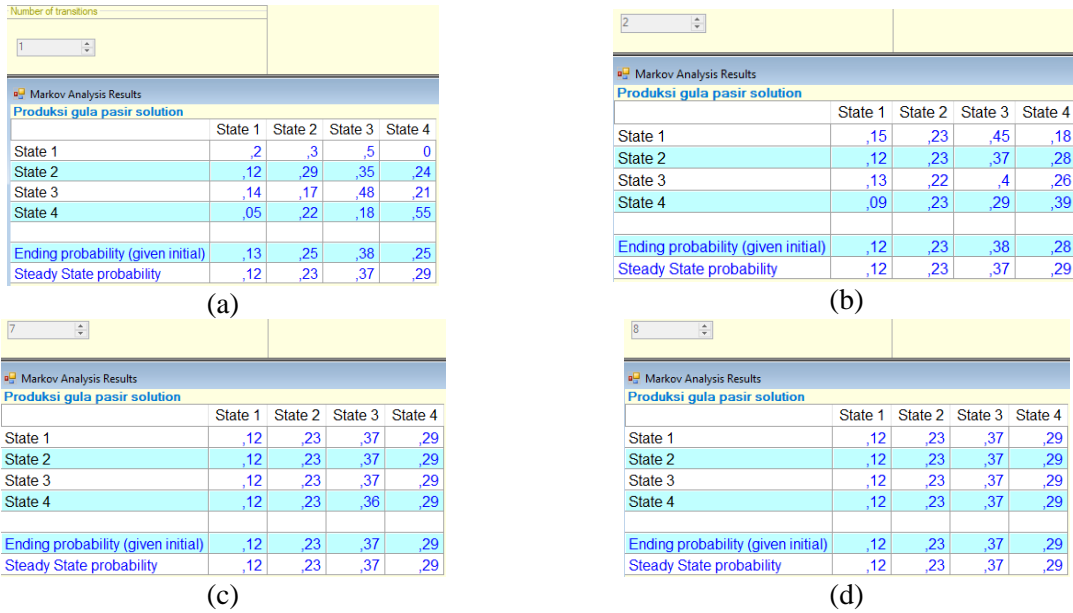 Number of transitions
1
Markov Analysis Results
Produksi gula pasir solution
State 1 State 2 State 3 State 4
State 1 ,2 ,3 ,5 0
State 2 ,12 ,29 ,35 ,24
State 3 ,14 ,17 ,48 ,21
State 4 ,05 ,22 ,18 ,55
Ending probability (given initial) ,13 ,25 ,38 ,25
Steady State probability ,12 ,23 ,37 ,29
(a)
2
Markov Analysis Results
Produksi gula pasir solution
State 1 State 2 State 3 State 4
State 1 ,15 ,23 ,45 ,18
State 2 ,12 ,23 ,37 ,28
State 3 ,13 ,22 ,4 ,26
State 4 ,09 ,23 ,29 ,39
Ending probability (given initial) ,12 ,23 ,38 ,28
Steady State probability ,12 ,23 ,37 ,29
(b)
7
Markov Analysis Results
Produksi gula pasir solution
State 1 State 2 State 3 State 4
State 1 ,12 ,23 ,37 ,29
State 2 ,12 ,23 ,37 ,29
State 3 ,12 ,23 ,37 ,29
State 4 ,12 ,23 ,36 ,29
Ending probability (given initial) ,12 ,23 ,37 ,29
Steady State probability ,12 ,23 ,37 ,29
(c)
8
Markov Analysis Results
Produksi gula pasir solution
State 1 State 2 State 3 State 4
State 1 ,12 ,23 ,37 ,29
State 2 ,12 ,23 ,37 ,29
State 3 ,12 ,23 ,37 ,29
State 4 ,12 ,23 ,37 ,29
Ending probability (given initial) ,12 ,23 ,37 ,29
Steady State probability ,12 ,23 ,37 ,29
(d)